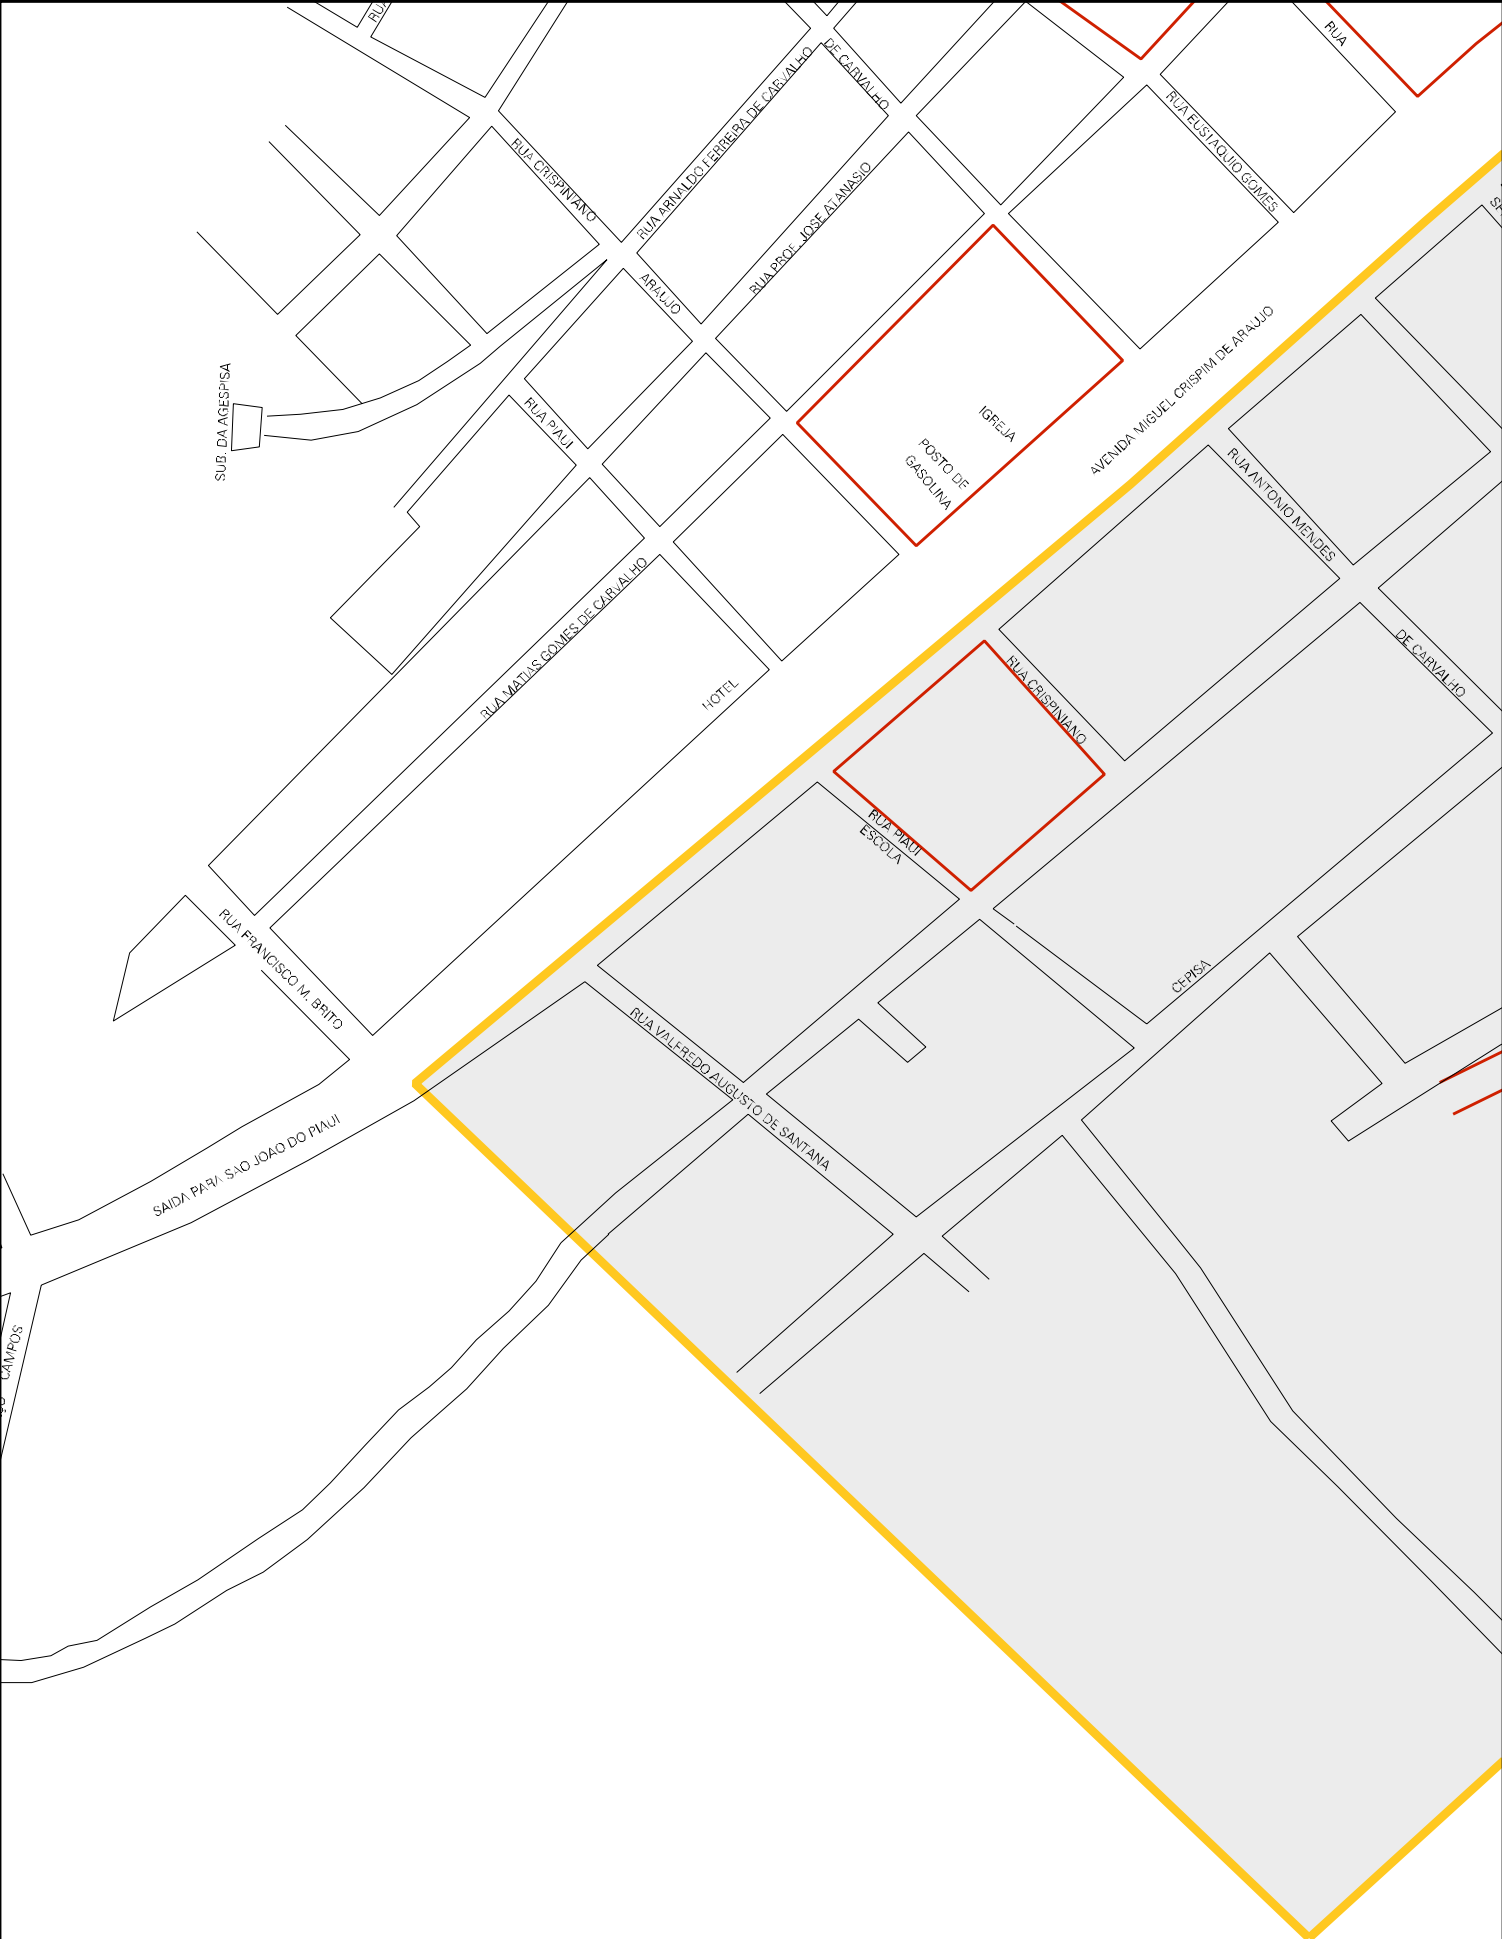 RUA
RUA
DE CARVALHO
RUA ARNALDO FERREIRA DE CARVALHO
RUA EUSTAQUIO GOMES
RUA CRISPINIANO
RUA PROF. JOSE ATANASIO
ARAUJO
AVENIDA MIGUEL CRISPIM DE ARAUJO
SUB. DA AGESPISA
RUA PIAUI
IGREJA
POSTO DE
GASOLINA
RUA ANTONIO MENDES
RUA MATIAS GOMES DE CARVALHO
DE CARVALHO
HOTEL
RUA CRISPINIANO
RUA PIAUI
ESCOLA
RUA FRANCISCO M. BRITO
CEPISA
RUA VALFREDO AUGUSTO DE SANTANA
SAIDA PARA SAO JOAO DO PIAUI
CAMPOS